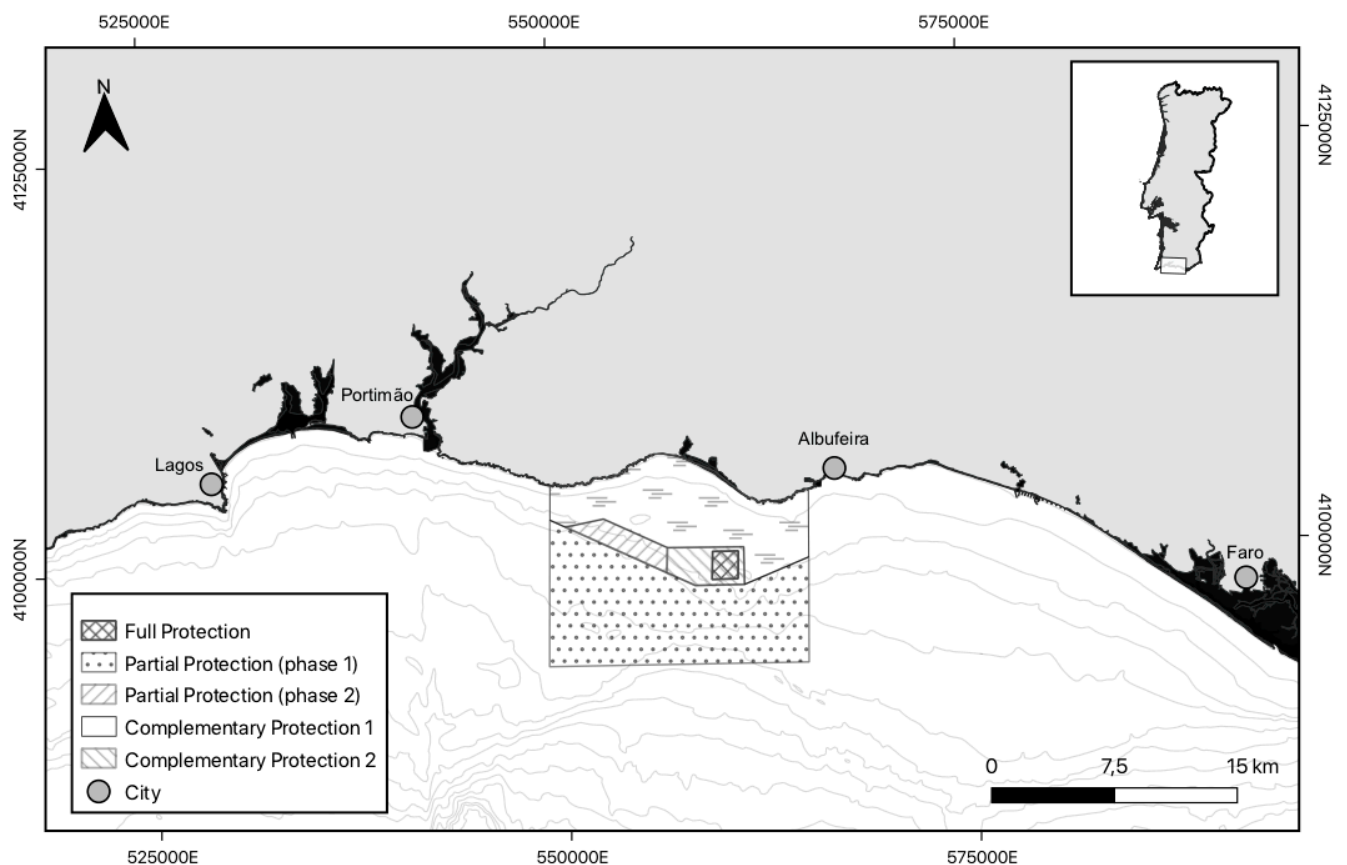 525000E
550000E
575000E
N
4125000N
4125000N
Portimão
Albufeira
Lagos
4100000N
4100000N
Faro
Full Protection
Partial Protection (phase 1)
Partial Protection (phase 2)
Complementary Protection 1
Complementary Protection 2
City
0 7,5 15 km
525000E
550000E
575000E